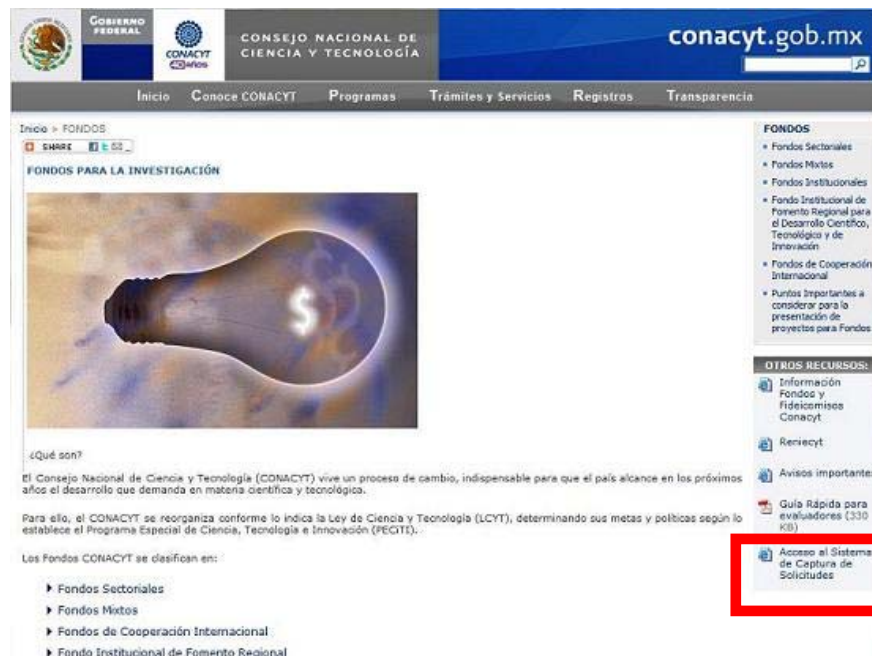 GOBIERNO
FEDERAL
CONACYT
40años
CONSEJO NACIONAL DE
CIENCIA Y TECNOLOGÍA
conacyt.gob.mx
Inicio Conoce CONACYT Programas Trámites y Servicios Registros Transparencia
Inicio > FONDOS
SHARE
FONDOS PARA LA INVESTIGACIÓN
$
¿Qué son?
El Consejo Nacional de Ciencia y Tecnología (CONACYT) vive un proceso de cambio, indispensable para que el país alcance en los próximos
años el desarrollo que demanda en materia científica y tecnológica.
Para ello, el CONACYT se reorganiza conforme lo indica la Ley de Ciencia y Tecnología (LCYT), determinando sus metas y políticas según lo
establece el Programa Especial de Ciencia, Tecnología e Innovación (PECiTI).
Los Fondos CONACYT se clasifican en:
Fondos Sectoriales
Fondos Mixtos
Fondos de Cooperación Internacional
Fondo Institucional de Fomento Regional
FONDOS
Fondos Sectoriales
Fondos Mixtos
Fondos Institucionales
Fondo Institucional de
Fomento Regional para
el Desarrollo Científico,
Tecnológico y de
Innovación
Fondos de Cooperación
Internacional
Puntos Importantes a
considerar para la
presentación de
proyectos para Fondos
OTROS RECURSOS:
Información
Fondos y
Fideicomisos
Conacyt
Reniecyt
Avisos importantes
Guía Rápida para
evaluadores (330
KB)
Acceso al Sistema
de Captura de
Solicitudes